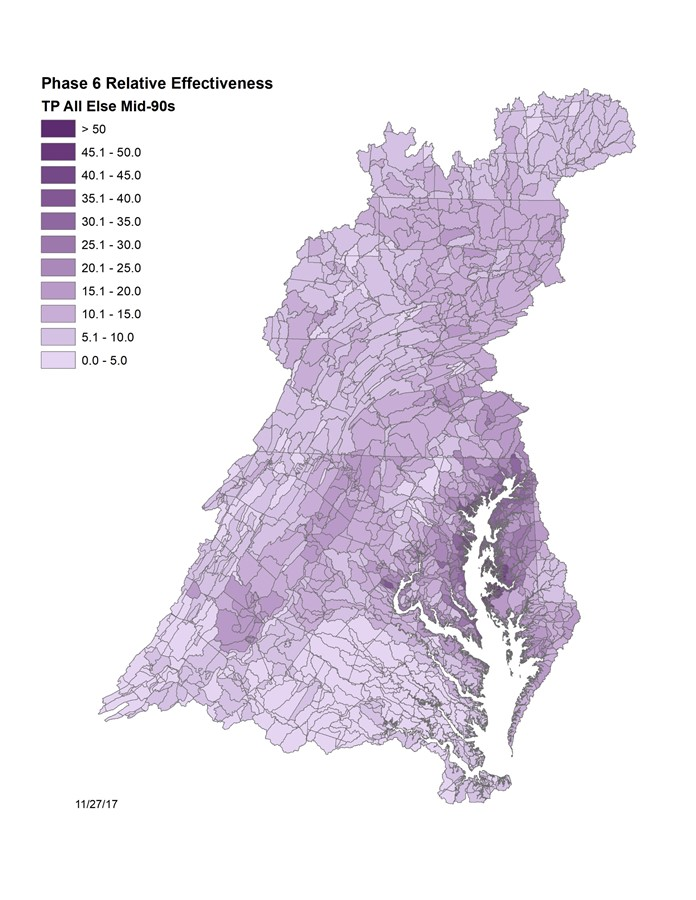 Phase 6 Relative Effectiveness
TP All Else Mid-90s
> 50
45.1 - 50.0
40.1 - 45.0
35.1 - 40.0
30.1 - 35.0
25.1 - 30.0
20.1 - 25.0
15.1 - 20.0
10.1 - 15.0
5.1 - 10.0
0.0 - 5.0
11/27/17